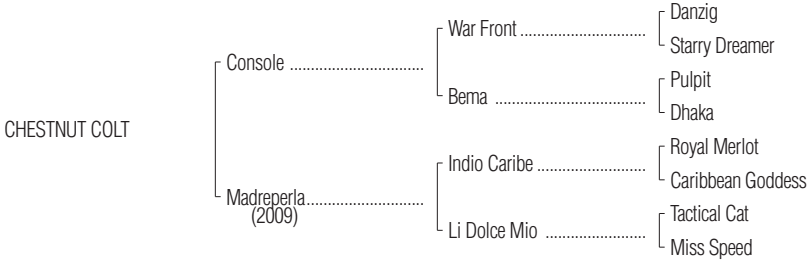 Danzig
War Front ..............................
Starry Dreamer
Console ................................
Pulpit
Bema ....................................
Dhaka
CHESTNUT COLT
Royal Merlot
Indio Caribe ..........................
Caribbean Goddess
Madreperla............................
(2009)
Tactical Cat
Li Dolce Mio ........................
Miss Speed